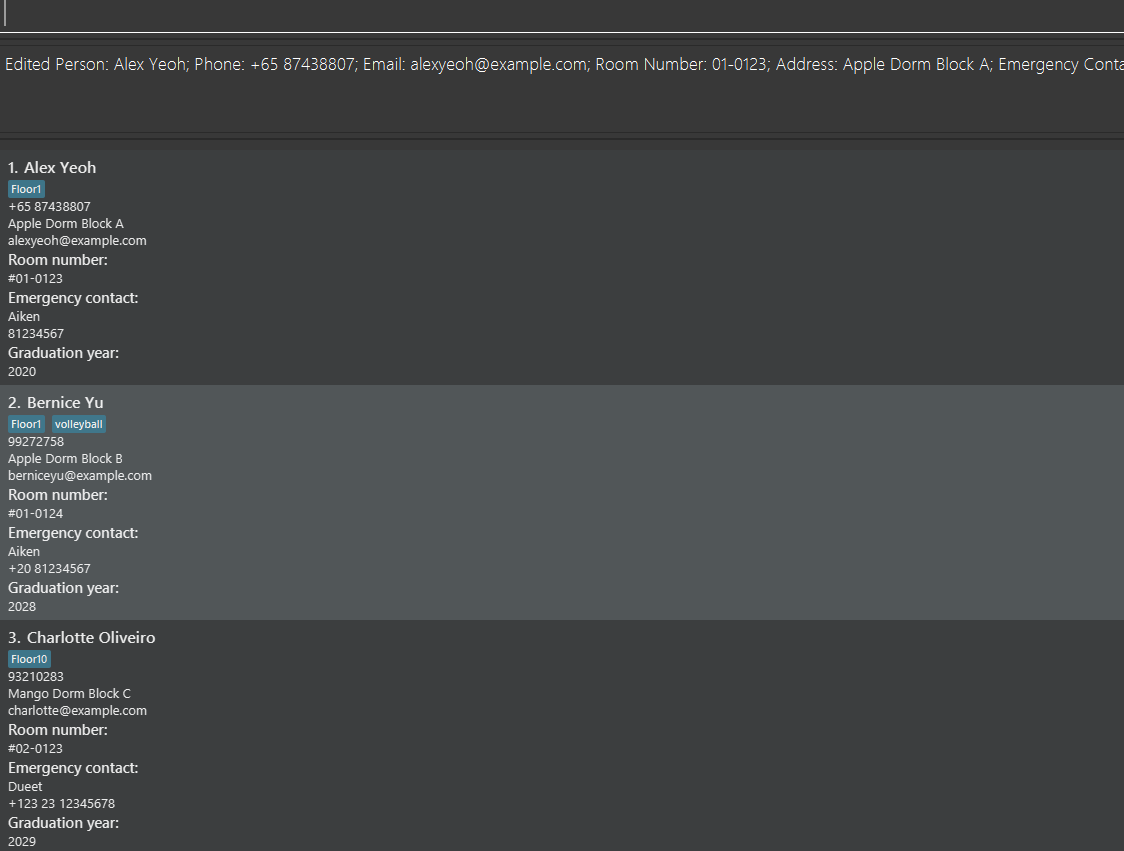 Edited Person: Alex Yeoh; Phone: +65 87438807; Email: alexyeoh@example.com; Room Number: 01-0123; Address: Apple Dorm Block A; Emergency Conta
1. Alex Yeoh
Floor1
+65 87438807
Apple Dorm Block A
alexyeoh@example.com
Room number:
#01-0123
Emergency contact:
Aiken
81234567
Graduation year:
2020
2. Bernice Yu
Floor1 volleyball
99272758
Apple Dorm Block B
berniceyu@example.com
Room number:
#01-0124
Emergency contact:
Aiken
+20 81234567
Graduation year:
2028
3. Charlotte Oliveiro
Floor10
93210283
Mango Dorm Block C
charlotte@example.com
Room number:
#02-0123
Emergency contact:
Dueet
+123 23 12345678
Graduation year:
2029